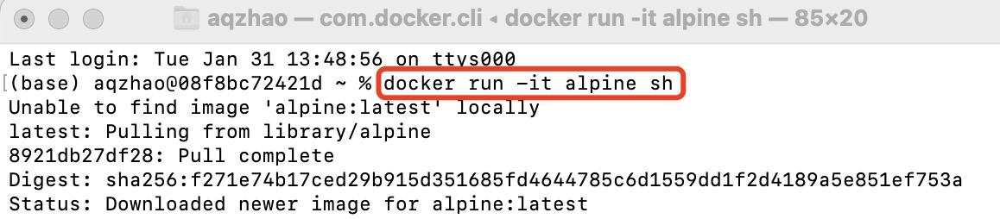 aqzhao — com.docker.cli ◂ docker run -it alpine sh — 85×20
Last login: Tue Jan 31 13:48:56 on ttys000
[(base) aqzhao@08f8bc72421d ~ % docker run -it alpine sh
Unable to find image 'alpine:latest' locally
latest: Pulling from library/alpine
8921db27df28: Pull complete
Digest: sha256:f271e74b17ced29b915d351685fd4644785c6d1559dd1f2d4189a5e851ef753a
Status: Downloaded newer image for alpine:latest